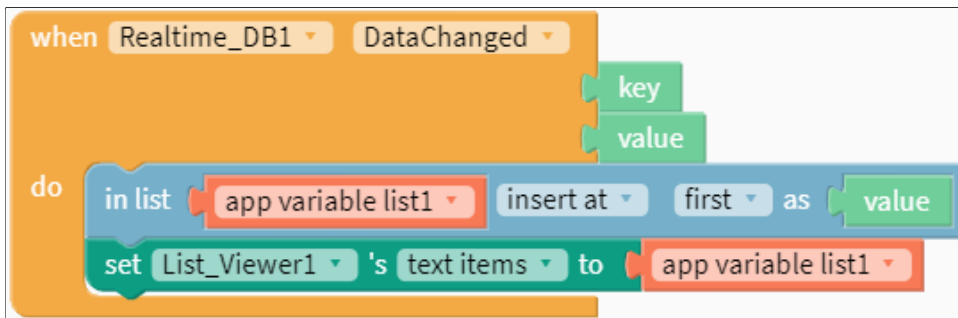 when Realtime_DB1 DataChanged
key
value
do in list app variable list1 insert at first as value
set List_Viewer1 's text items to app variable list1